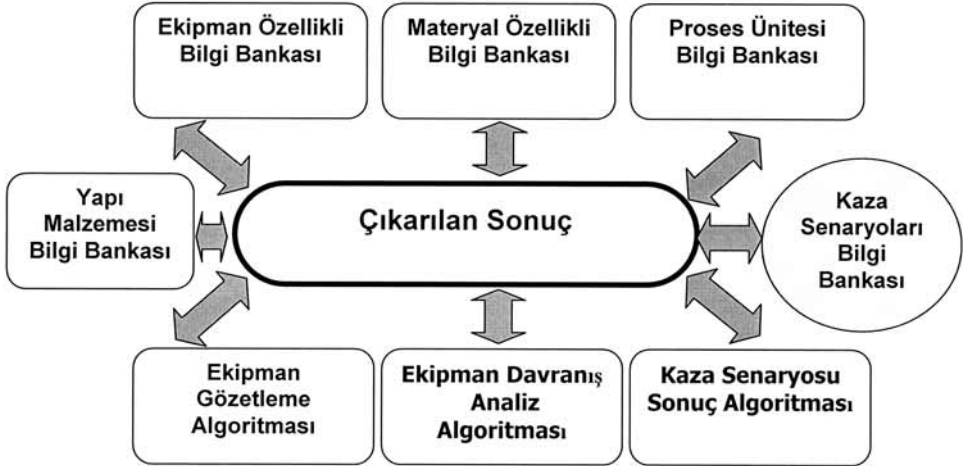 Ekipman Özellikli
Bilgi Bankası
Materyal Özellikli
Bilgi Bankası
Proses Ünitesi
Bilgi Bankası
Yapı
Malzemesi
Bilgi Bankası
Çıkarılan Sonuç
Kaza
Senaryoları
Bilgi
Bankası
Ekipman
Gözetleme
Algoritması
Ekipman Davranış
Analiz
Algoritması
Kaza Senaryosu
Sonuç Algoritması